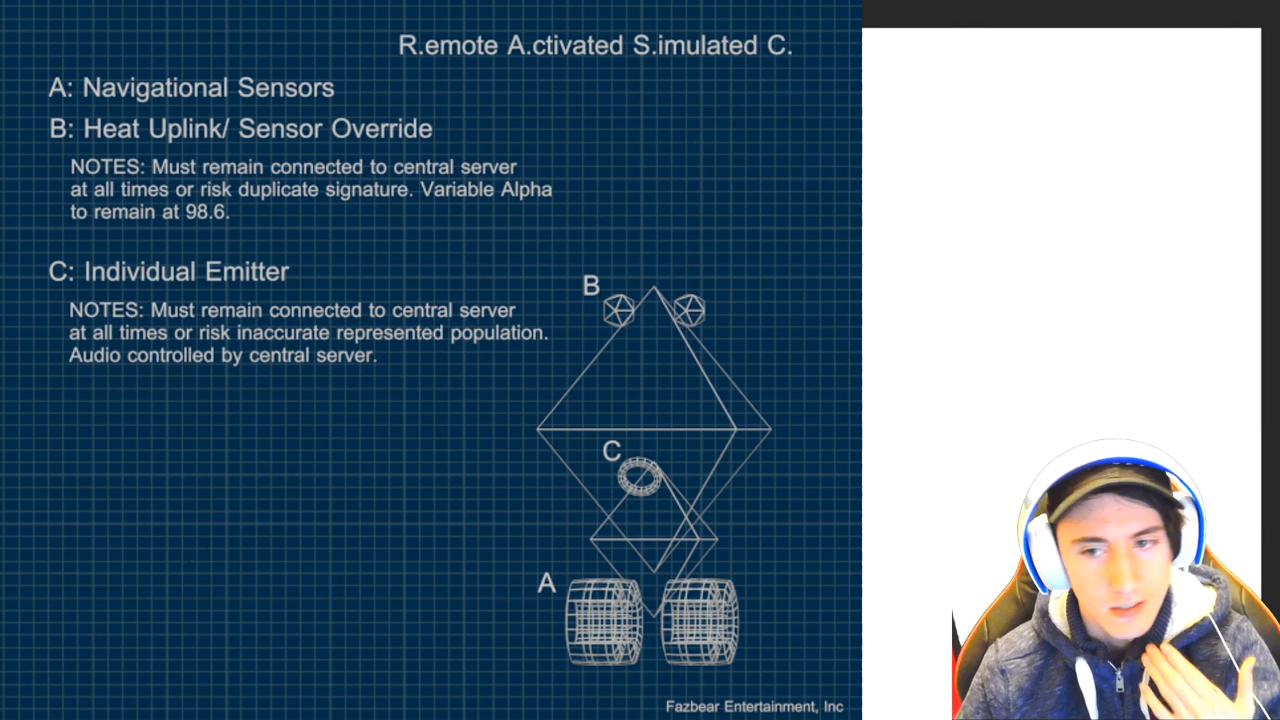 R.emote A.ctivated S.imulated C.
A: Navigational Sensors
B: Heat Uplink/ Sensor Override
NOTES: Must remain connected to central server
at all times or risk duplicate signature. Variable Alpha
to remain at 98.6.
C: Individual Emitter
NOTES: Must remain connected to central server
at all times or risk inaccurate represented population.
Audio controlled by central server.
B
C
A
Fazbear Entertainment, Inc